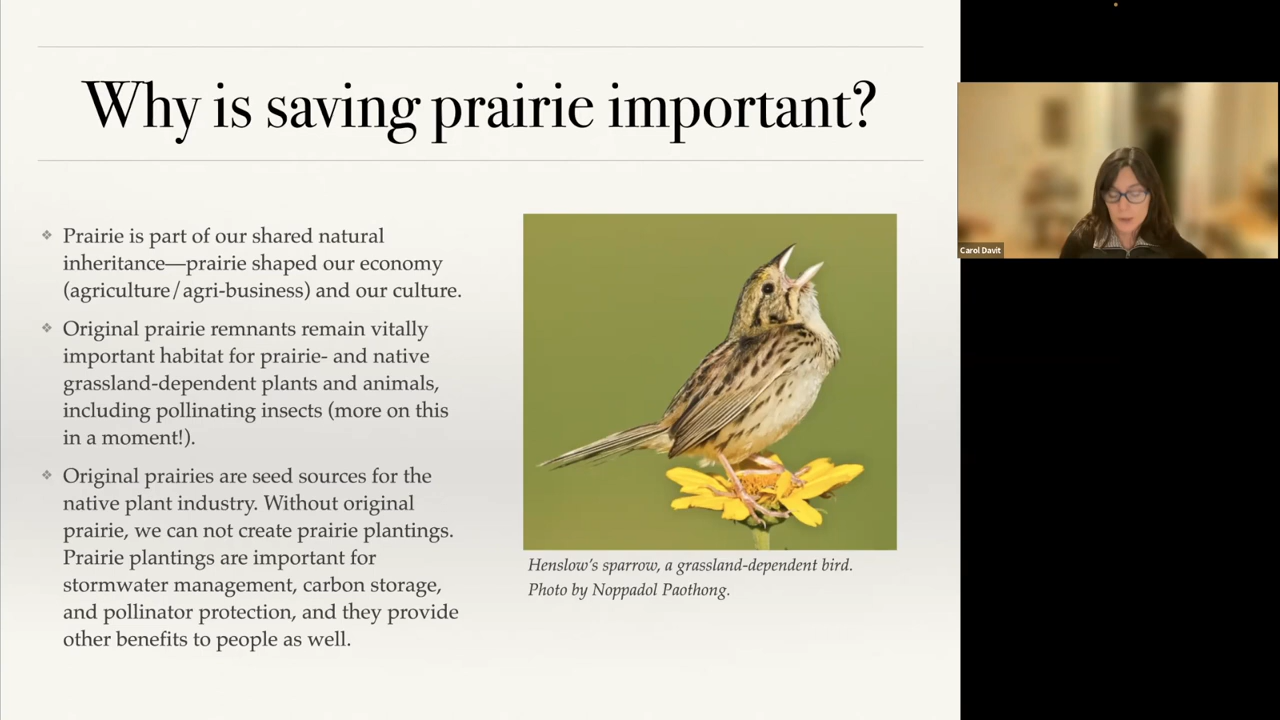 Why is saving prairie important?
Prairie is part of our shared natural
inheritance—prairie shaped our economy
(agriculture/agri-business) and our culture.
Original prairie remnants remain vitally
important habitat for prairie- and native
grassland-dependent plants and animals,
including pollinating insects (more on this
in a moment!).
Original prairies are seed sources for the
native plant industry. Without original
prairie, we can not create prairie plantings.
Prairie plantings are important for
stormwater management, carbon storage,
and pollinator protection, and they provide
other benefits to people as well.
Henslow's sparrow, a grassland-dependent bird.
Photo by Noppadol Paothong.
Carol Davit